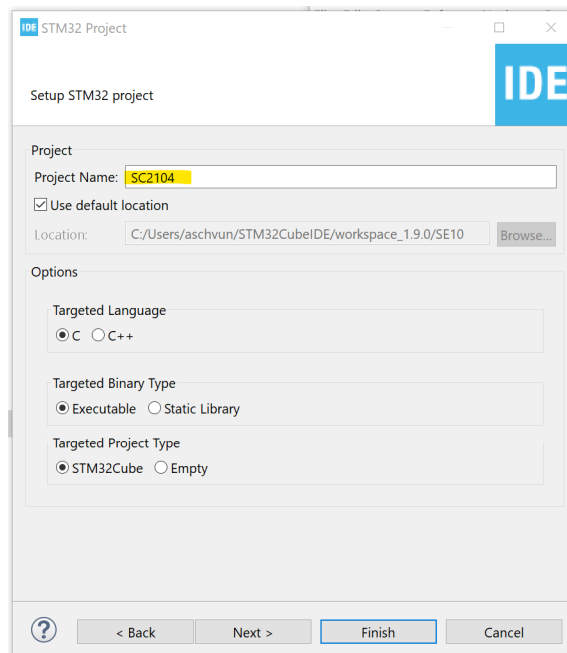 IDE STM32 Project
IDE
Setup STM32 project
Project
Project Name: SC2104
Use default location
Location: C:/Users/aschvun/STM32CubeIDE/workspace_1.9.0/SE10 Browse...
Options
Targeted Language
C C++
Targeted Binary Type
Executable Static Library
Targeted Project Type
STM32Cube Empty
? < Back Next > Finish Cancel